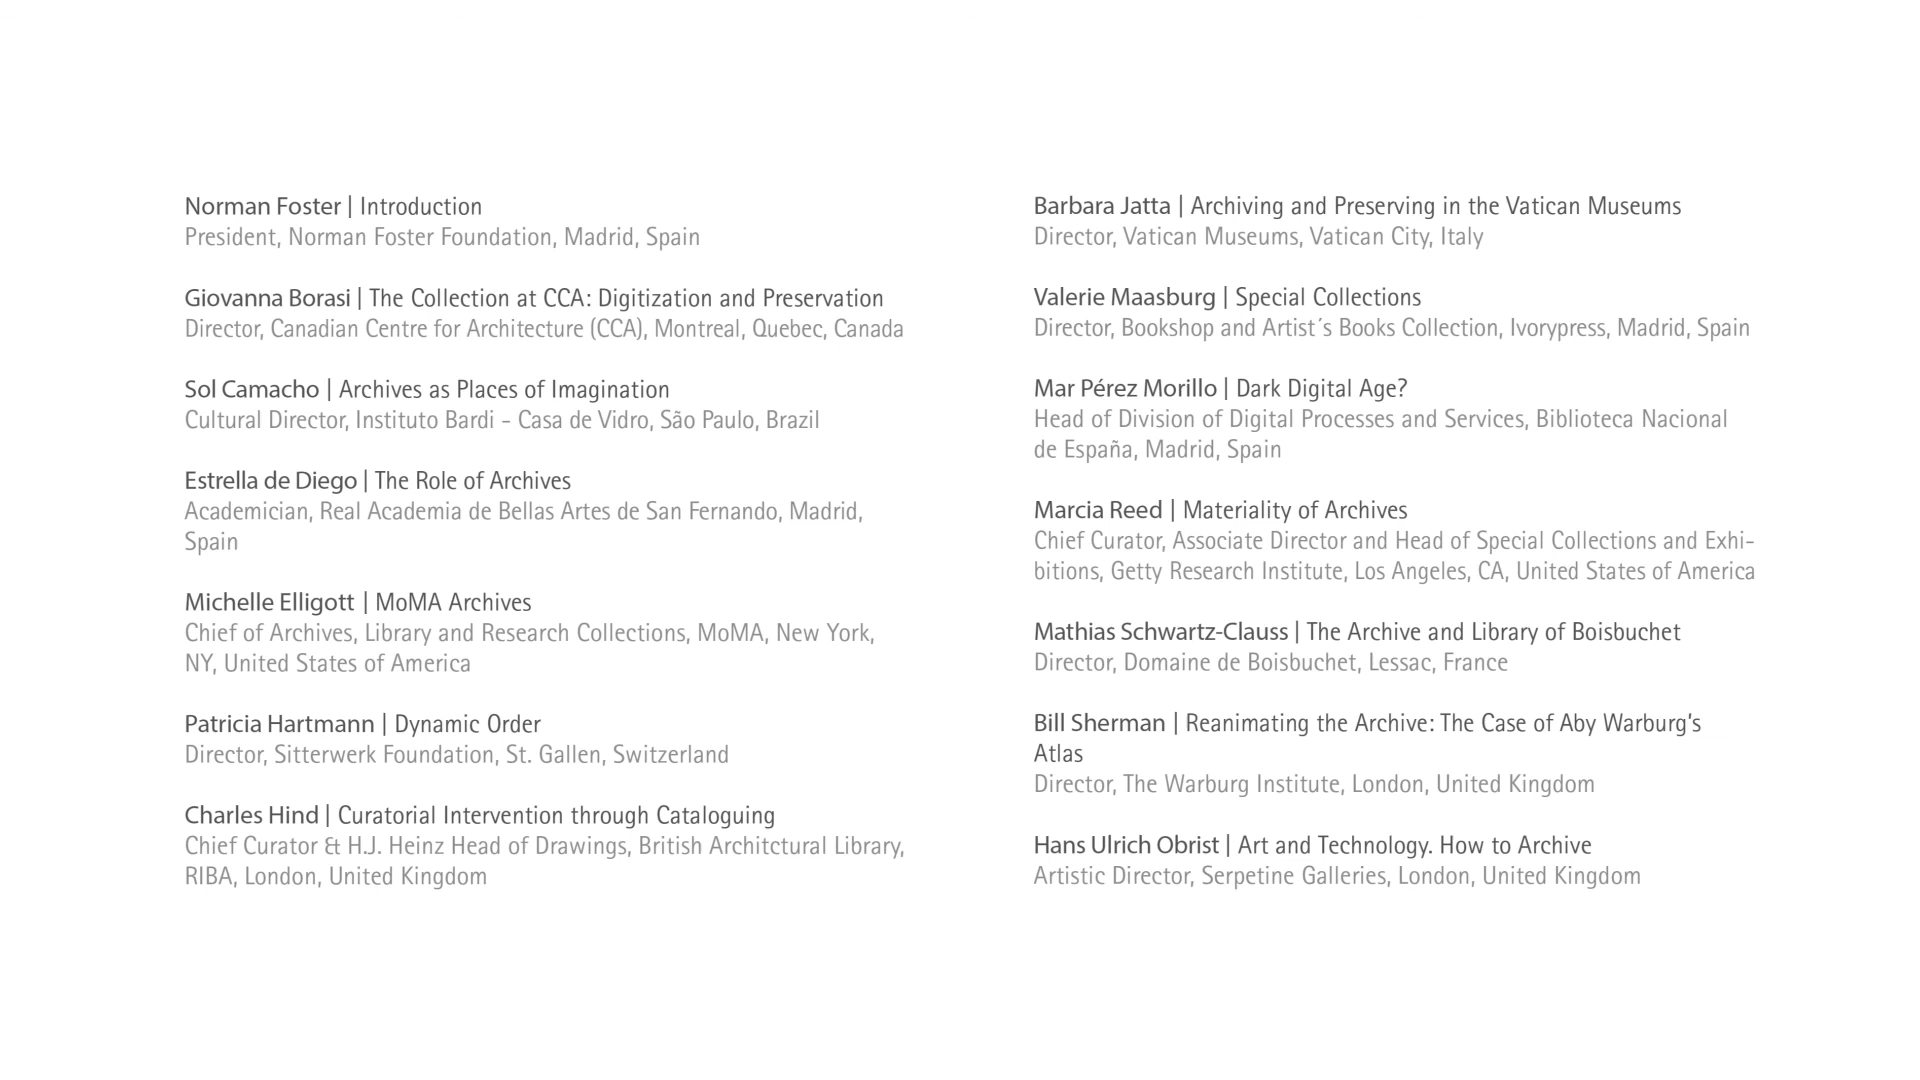 Norman Foster | Introduction
President, Norman Foster Foundation, Madrid, Spain
Giovanna Borasi | The Collection at CCA: Digitization and Preservation
Director, Canadian Centre for Architecture (CCA), Montreal, Quebec, Canada
Sol Camacho | Archives as Places of Imagination
Cultural Director, Instituto Bardi - Casa de Vidro, São Paulo, Brazil
Estrella de Diego | The Role of Archives
Academician, Real Academia de Bellas Artes de San Fernando, Madrid,
Spain
Michelle Elligott | MoMA Archives
Chief of Archives, Library and Research Collections, MoMA, New York,
NY, United States of America
Patricia Hartmann | Dynamic Order
Director, Sitterwerk Foundation, St. Gallen, Switzerland
Charles Hind | Curatorial Intervention through Cataloguing
Chief Curator & H.J. Heinz Head of Drawings, British Architctural Library,
RIBA, London, United Kingdom
Barbara Jatta | Archiving and Preserving in the Vatican Museums
Director, Vatican Museums, Vatican City, Italy
Valerie Maasburg | Special Collections
Director, Bookshop and Artist´s Books Collection, Ivorypress, Madrid, Spain
Mar Pérez Morillo | Dark Digital Age?
Head of Division of Digital Processes and Services, Biblioteca Nacional
de España, Madrid, Spain
Marcia Reed | Materiality of Archives
Chief Curator, Associate Director and Head of Special Collections and Exhi-
bitions, Getty Research Institute, Los Angeles, CA, United States of America
Mathias Schwartz-Clauss | The Archive and Library of Boisbuchet
Director, Domaine de Boisbuchet, Lessac, France
Bill Sherman | Reanimating the Archive: The Case of Aby Warburg's
Atlas
Director, The Warburg Institute, London, United Kingdom
Hans Ulrich Obrist | Art and Technology. How to Archive
Artistic Director, Serpetine Galleries, London, United Kingdom